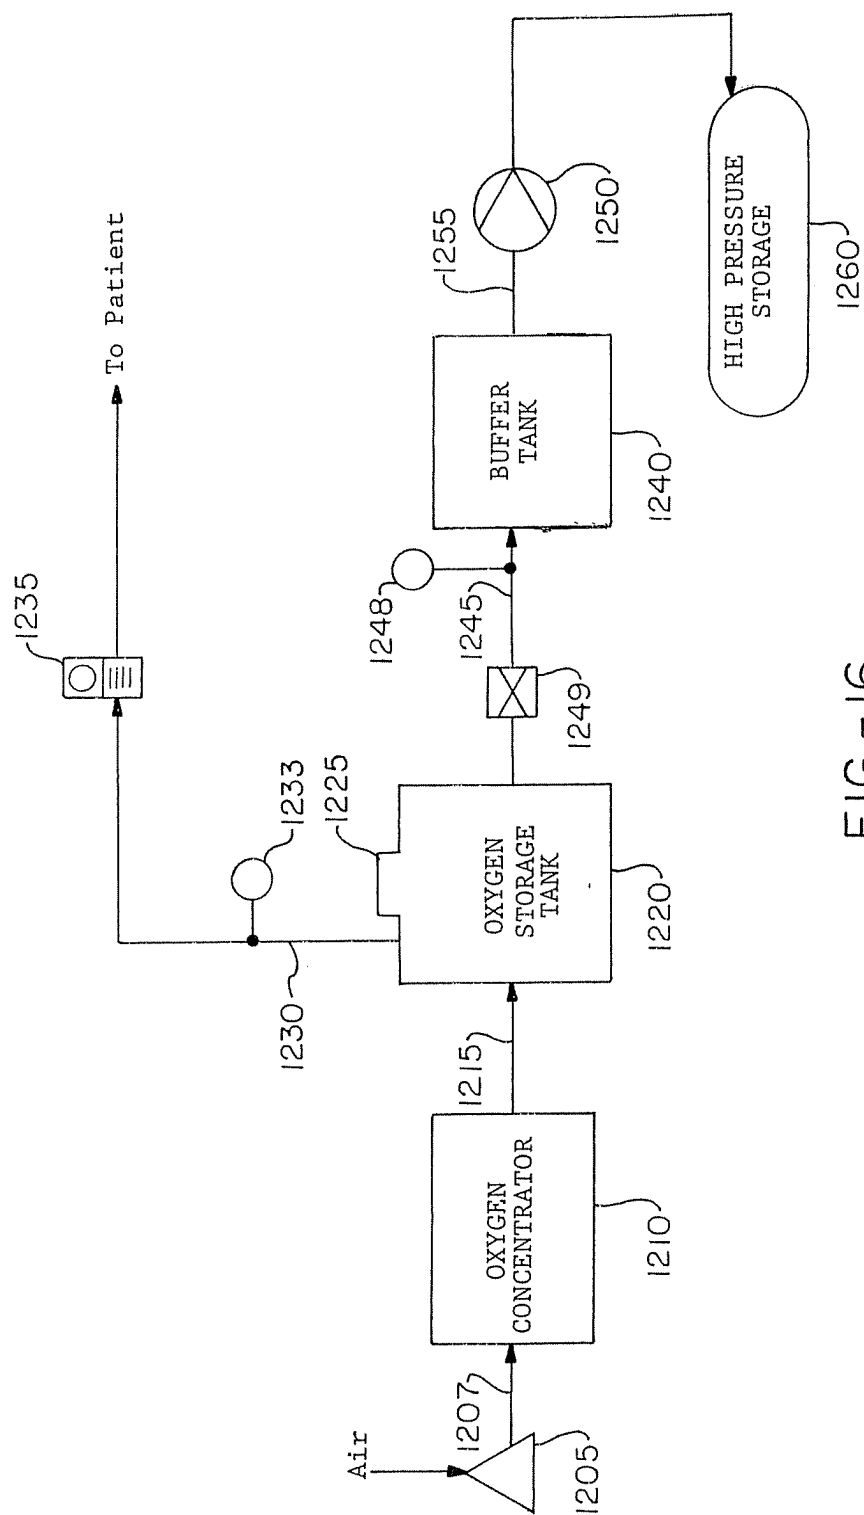 1235
To Patient
1233
1225
1230
1248
1245
1249
1255
1250
Air
1207
1205
OXYGEN
CONCENTRATOR
1210
1215
OXYGEN
STORAGE
TANK
1220
BUFFER
TANK
1240
HIGH PRESSURE
STORAGE
1260
FIG-16